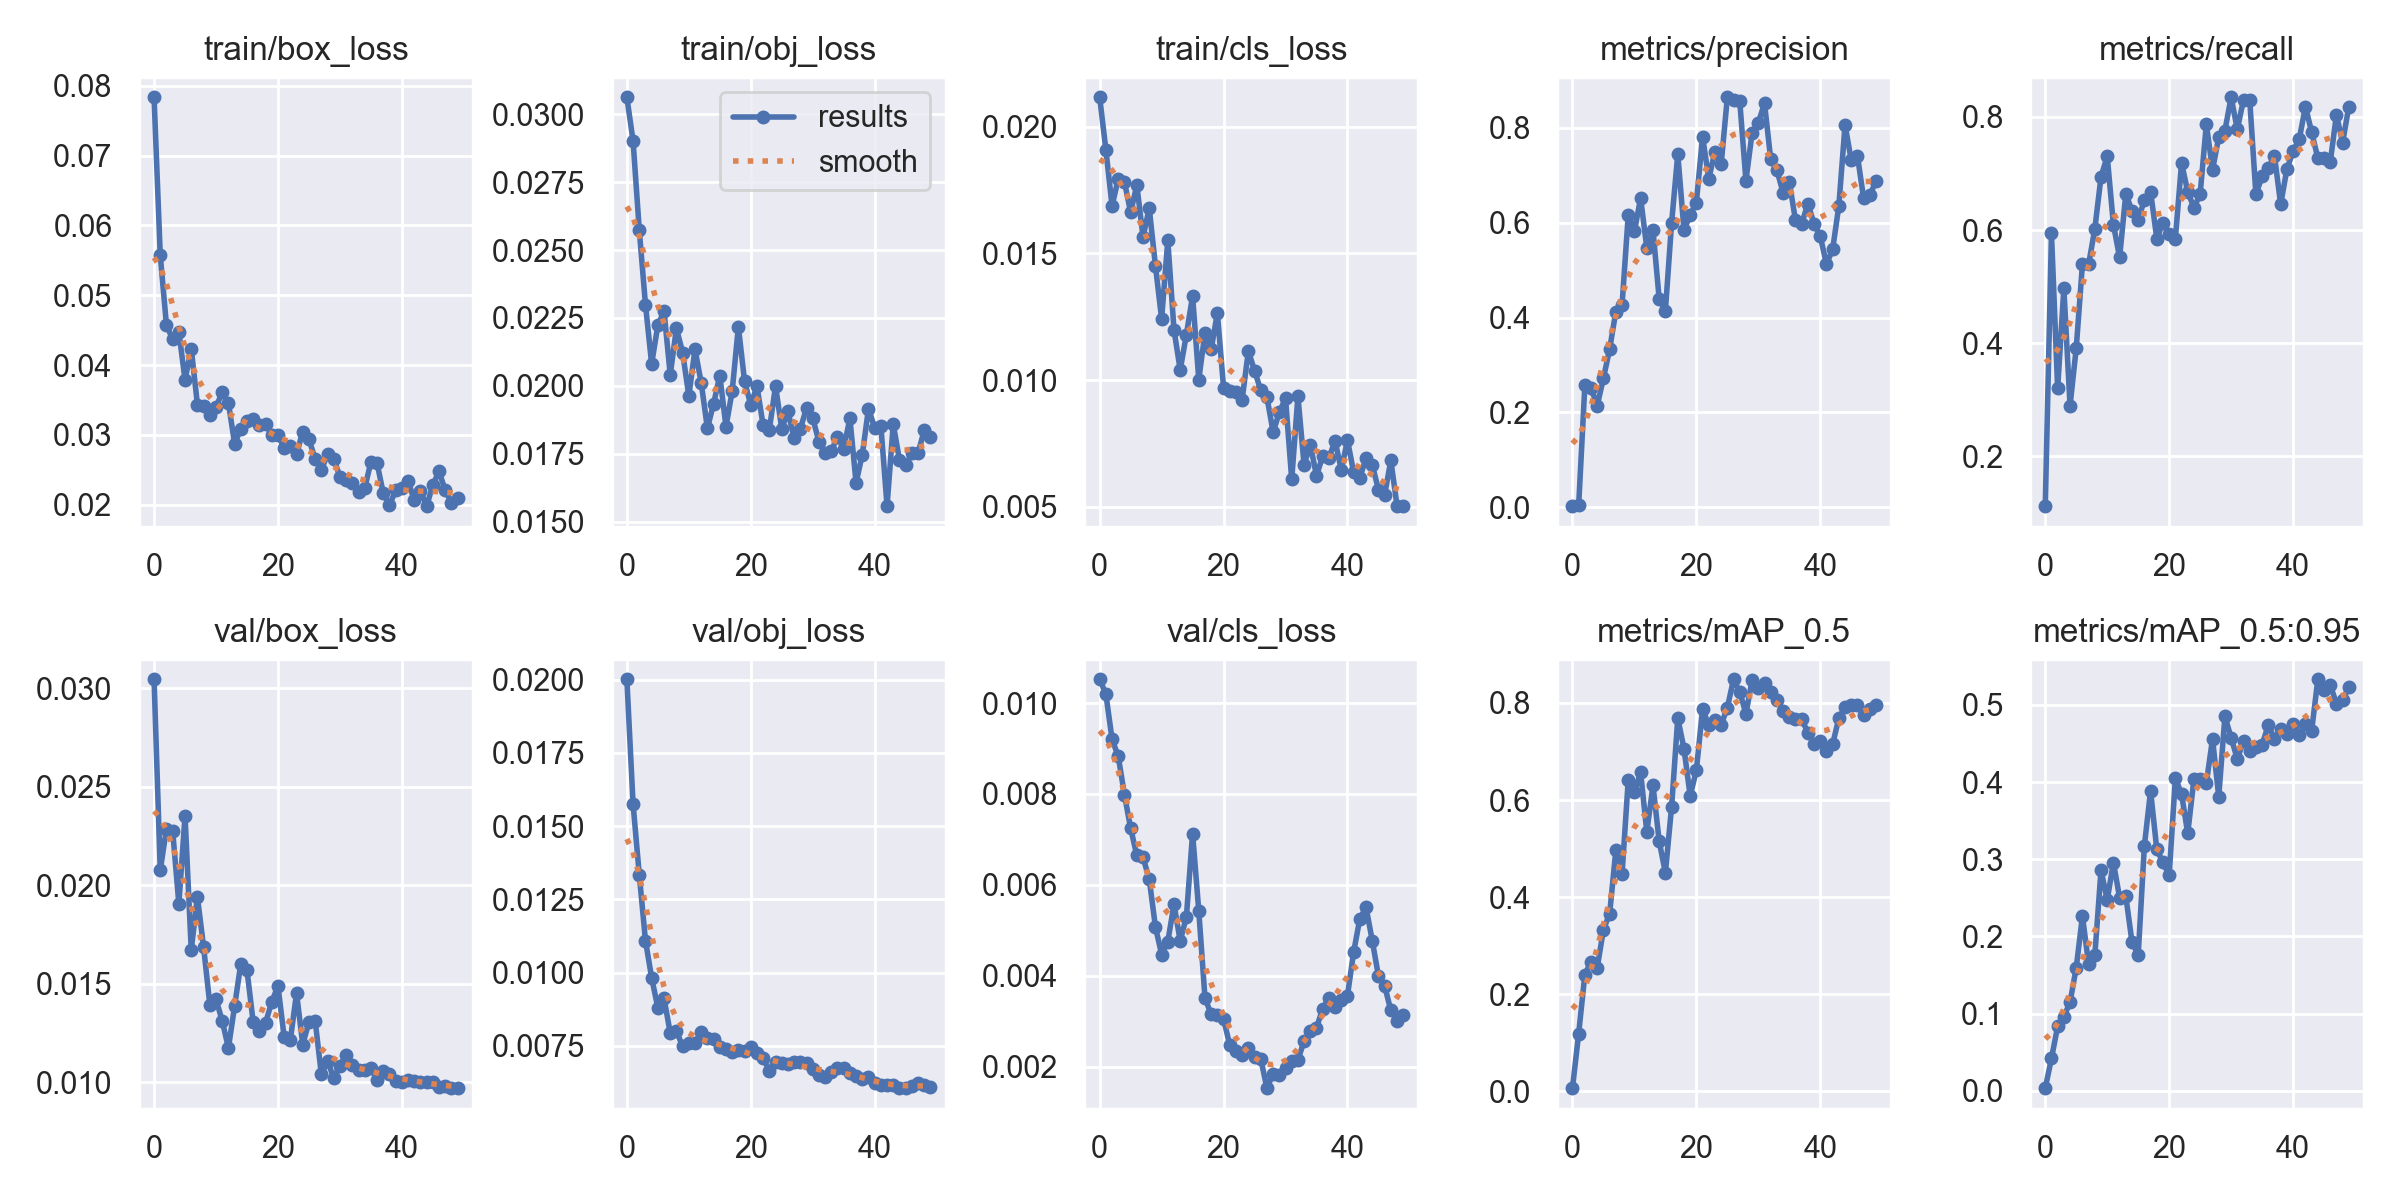 train/box_loss
0.08
0.07
0.06
0.05
0.04
0.03
0.02
0 20 40
train/obj_loss
results
smooth
0.0300
0.0275
0.0250
0.0225
0.0200
0.0175
0.0150
0 20 40
train/cls_loss
0.020
0.015
0.010
0.005
0 20 40
metrics/precision
0.8
0.6
0.4
0.2
0.0
0 20 40
metrics/recall
0.8
0.6
0.4
0.2
0 20 40
val/box_loss
0.030
0.025
0.020
0.015
0.010
0 20 40
val/obj_loss
0.0200
0.0175
0.0150
0.0125
0.0100
0.0075
0 20 40
val/cls_loss
0.010
0.008
0.006
0.004
0.002
0 20 40
metrics/mAP_0.5
0.8
0.6
0.4
0.2
0.0
0 20 40
metrics/mAP_0.5:0.95
0.5
0.4
0.3
0.2
0.1
0.0
0 20 40